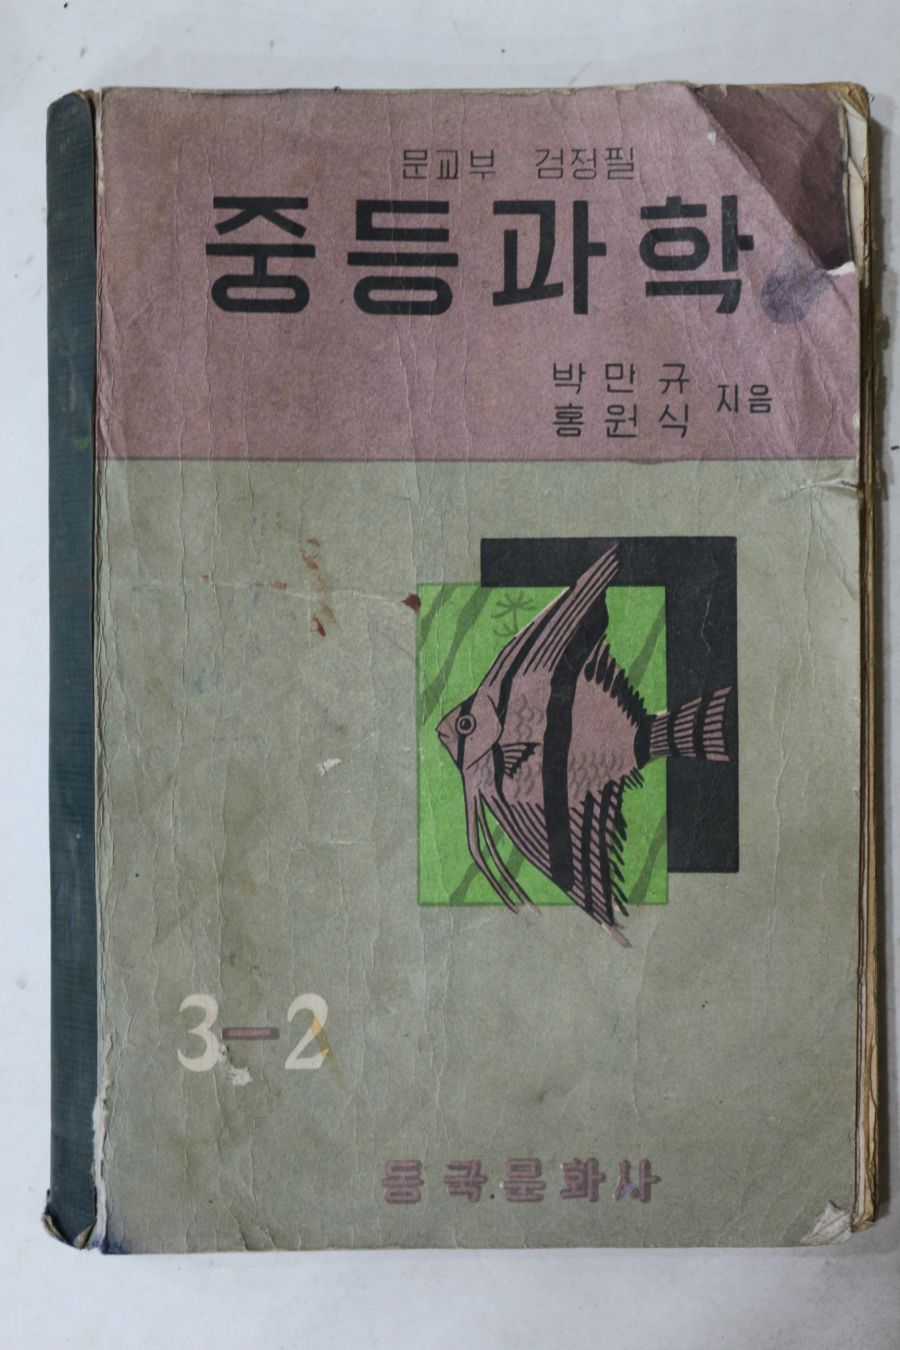 문교부 검정필
중등과학
박만규
홍원식 지음
3-2
동국문화사